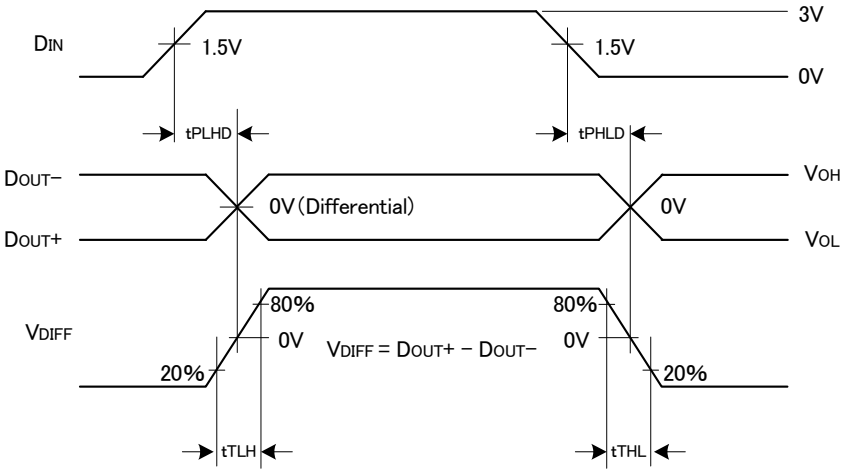 3V
DIN
1.5V
1.5V
0V
tPLHD
tPHLD
DOUT-
VOH
0V(Differential)
0V
DOUT+
VOL
80%
80%
VDIFF
0V
VDIFF = DOUT+ - DOUT-
0V
20%
20%
tTLH
tTHL